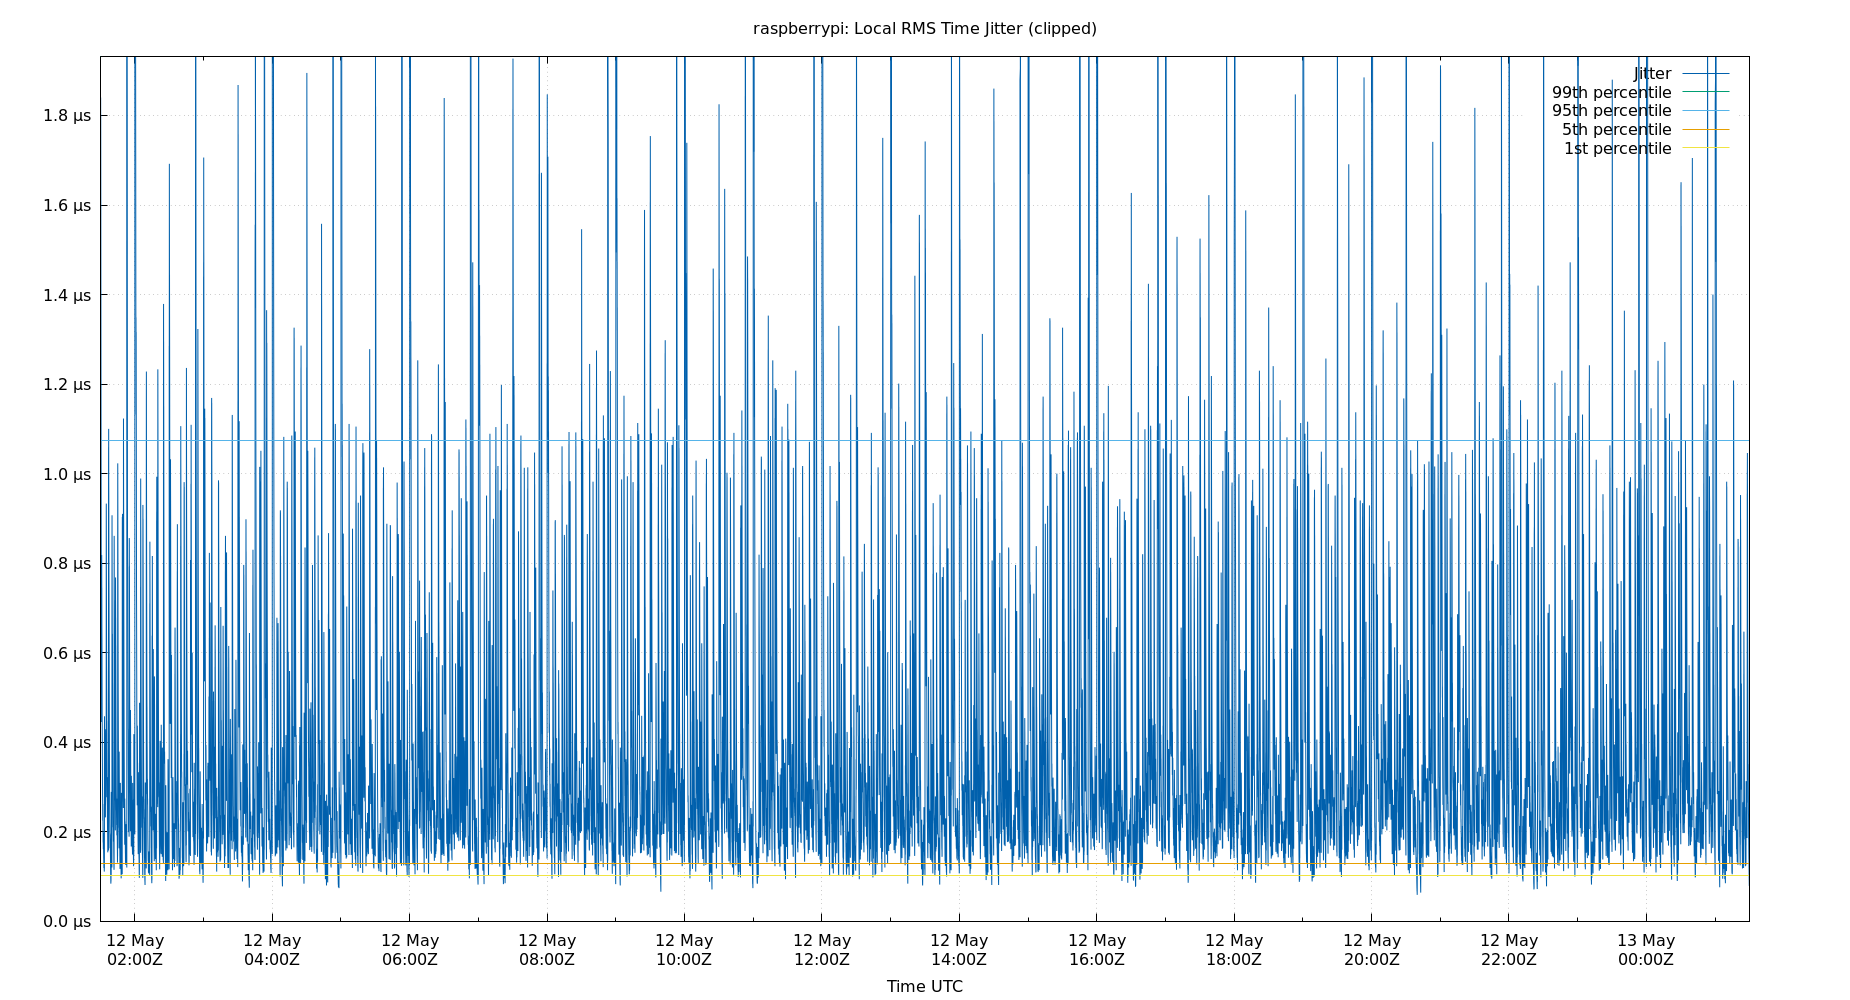 raspberrypi: Local RMS Time Jitter (clipped)
Jitter
99th percentile
95th percentile
5th percentile
1st percentile
1.8 µs
1.6 µs
1.4 µs
1.2 µs
1.0 µs
0.8 µs
0.6 µs
0.4 µs
0.2 µs
0.0 µs
12 May 12 May 12 May 12 May 12 May 12 May 12 May 12 May 12 May 12 May 12 May 13 May
02:00Z 04:00Z 06:00Z 08:00Z 10:00Z 12:00Z 14:00Z 16:00Z 18:00Z 20:00Z 22:00Z 00:00Z
Time UTC